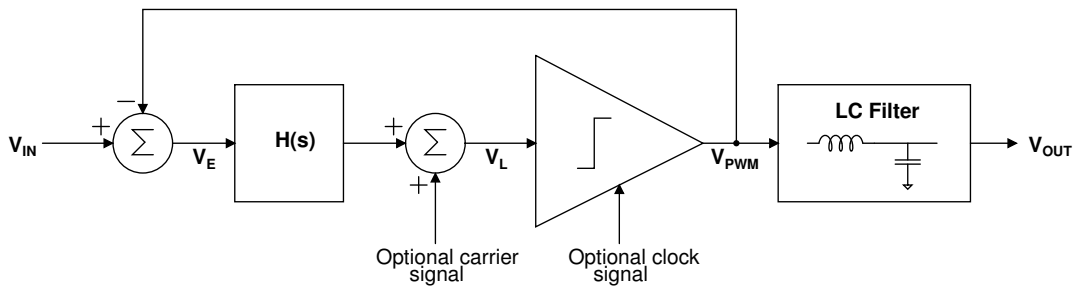 V_IN
+
−
Σ
V_E
H(s)
+
Σ
+
V_L
V_PWM
LC Filter
V_OUT
Optional carrier
signal
Optional clock
signal